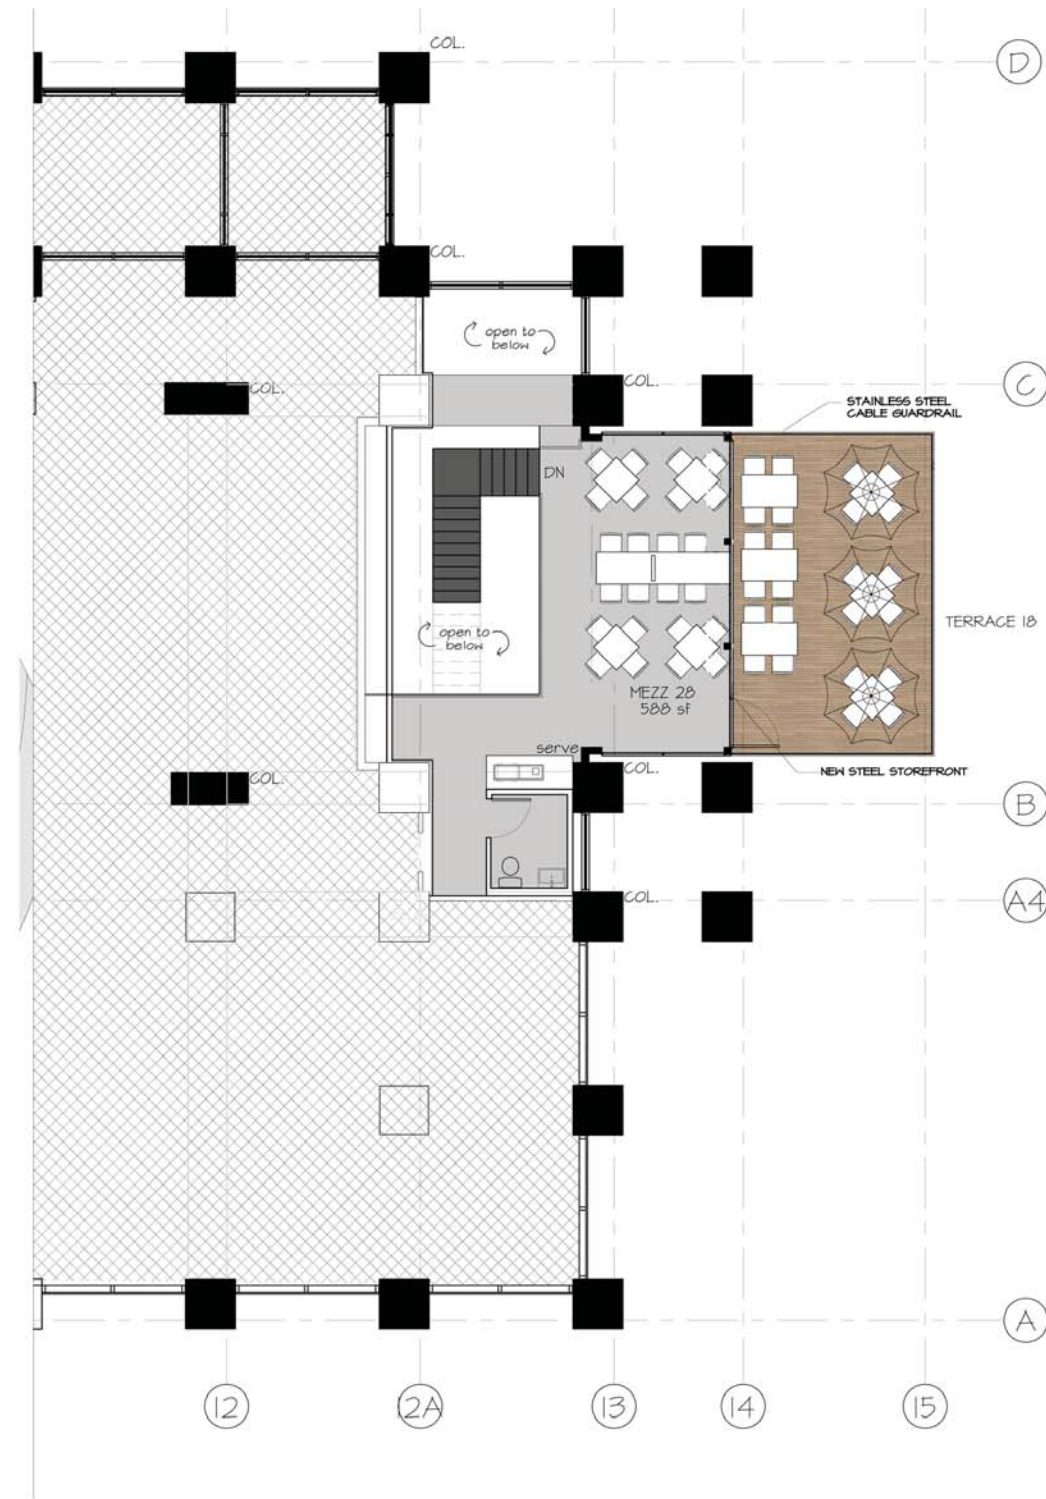 COL.
D
COL.
open to
below
COL.
COL.
C
STAINLESS STEEL
CABLE GUARDRAIL
DN
TERRACE 18
open to
below
MEZZ 28
588 sf
serve
COL.
COL.
NEW STEEL STOREFRONT
B
COL.
A4
A
12
12A
13
14
15